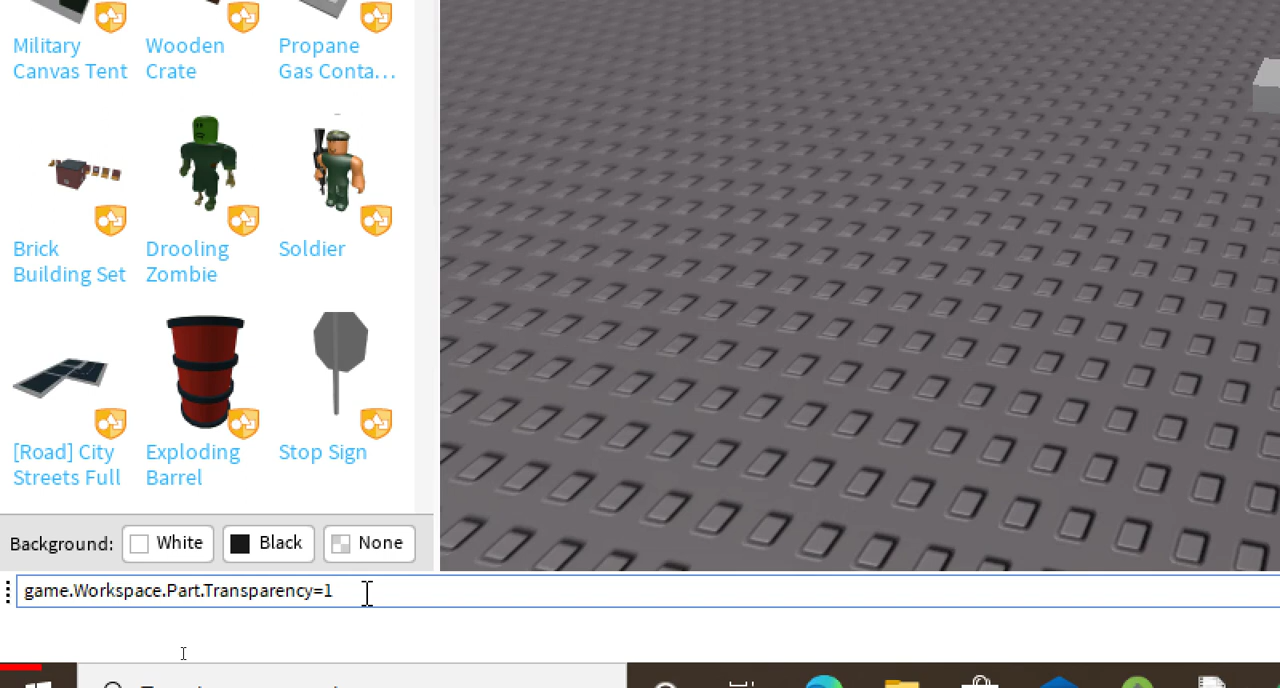 Military
Canvas Tent
Wooden
Crate
Propane
Gas Conta...
Brick
Building Set
Drooling
Zombie
Soldier
[Road] City
Streets Full
Exploding
Barrel
Stop Sign
Background: White Black None
game.Workspace.Part.Transparency=1